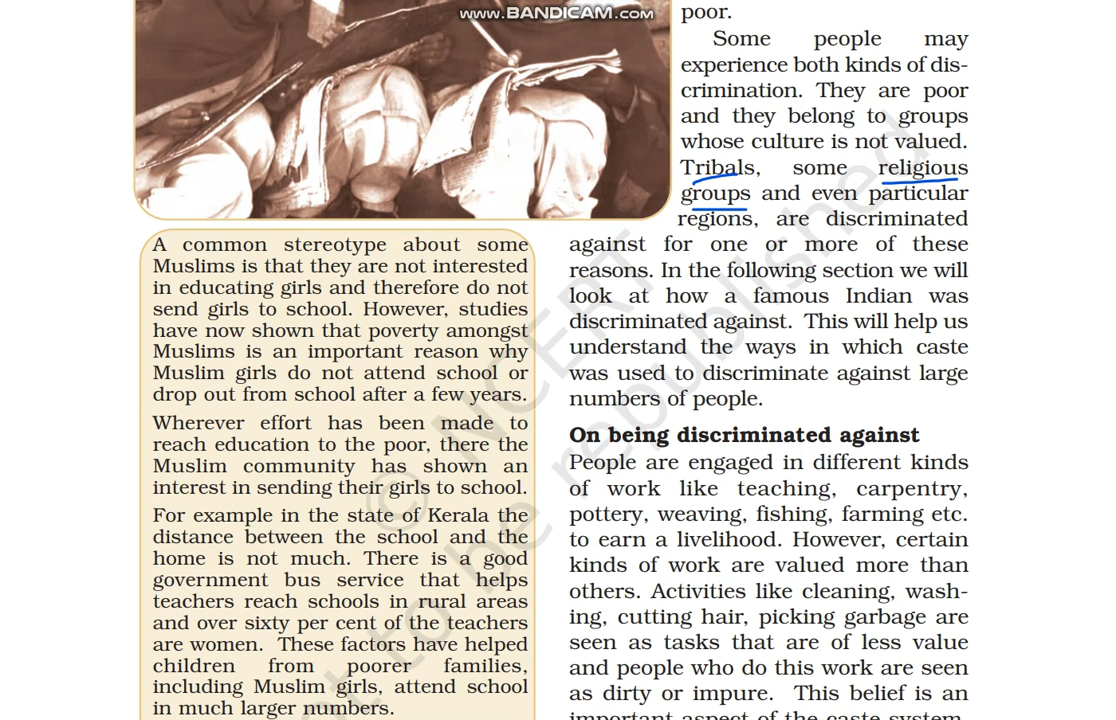 www.BANDICAM.com
poor.
Some people may
experience both kinds of dis-
crimination. They are poor
and they belong to groups
whose culture is not valued.
Tribals, some religious
groups and even particular
regions, are discriminated
against for one or more of these
reasons. In the following section we will
look at how a famous Indian was
discriminated against. This will help us
understand the ways in which caste
was used to discriminate against large
numbers of people.
On being discriminated against
People are engaged in different kinds
of work like teaching, carpentry,
pottery, weaving, fishing, farming etc.
to earn a livelihood. However, certain
kinds of work are valued more than
others. Activities like cleaning, wash-
ing, cutting hair, picking garbage are
seen as tasks that are of less value
and people who do this work are seen
as dirty or impure. This belief is an
important aspect of the caste system.
A common stereotype about some
Muslims is that they are not interested
in educating girls and therefore do not
send girls to school. However, studies
have now shown that poverty amongst
Muslims is an important reason why
Muslim girls do not attend school or
drop out from school after a few years.
Wherever effort has been made to
reach education to the poor, there the
Muslim community has shown an
interest in sending their girls to school.
For example in the state of Kerala the
distance between the school and the
home is not much. There is a good
government bus service that helps
teachers reach schools in rural areas
and over sixty per cent of the teachers
are women. These factors have helped
children from poorer families,
including Muslim girls, attend school
in much larger numbers.
© NCERT
not to be republished